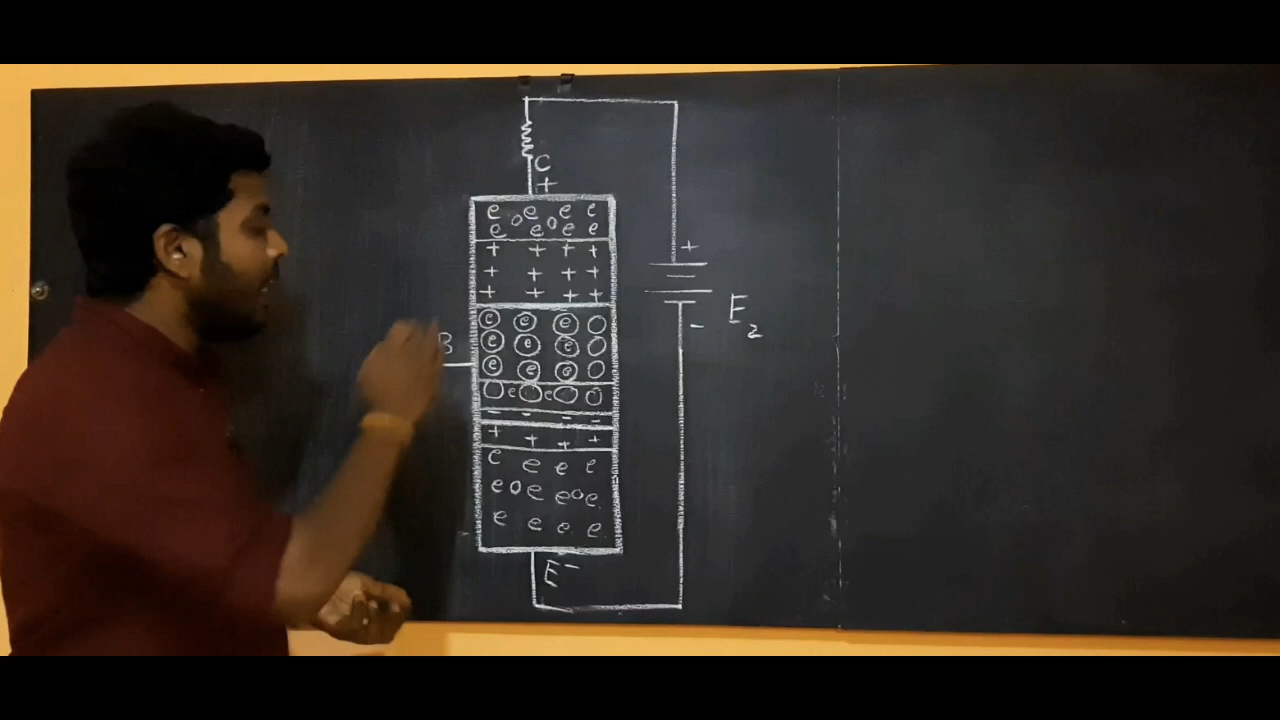 C
+
e e e e
o o
e e e e
+ + + +
+
+ + + +
+ + + +
e e e
E2
e e e
-
B
e e e
e e
- - - -
+ + + +
e e e e
e o e e o e
e e e e
E -